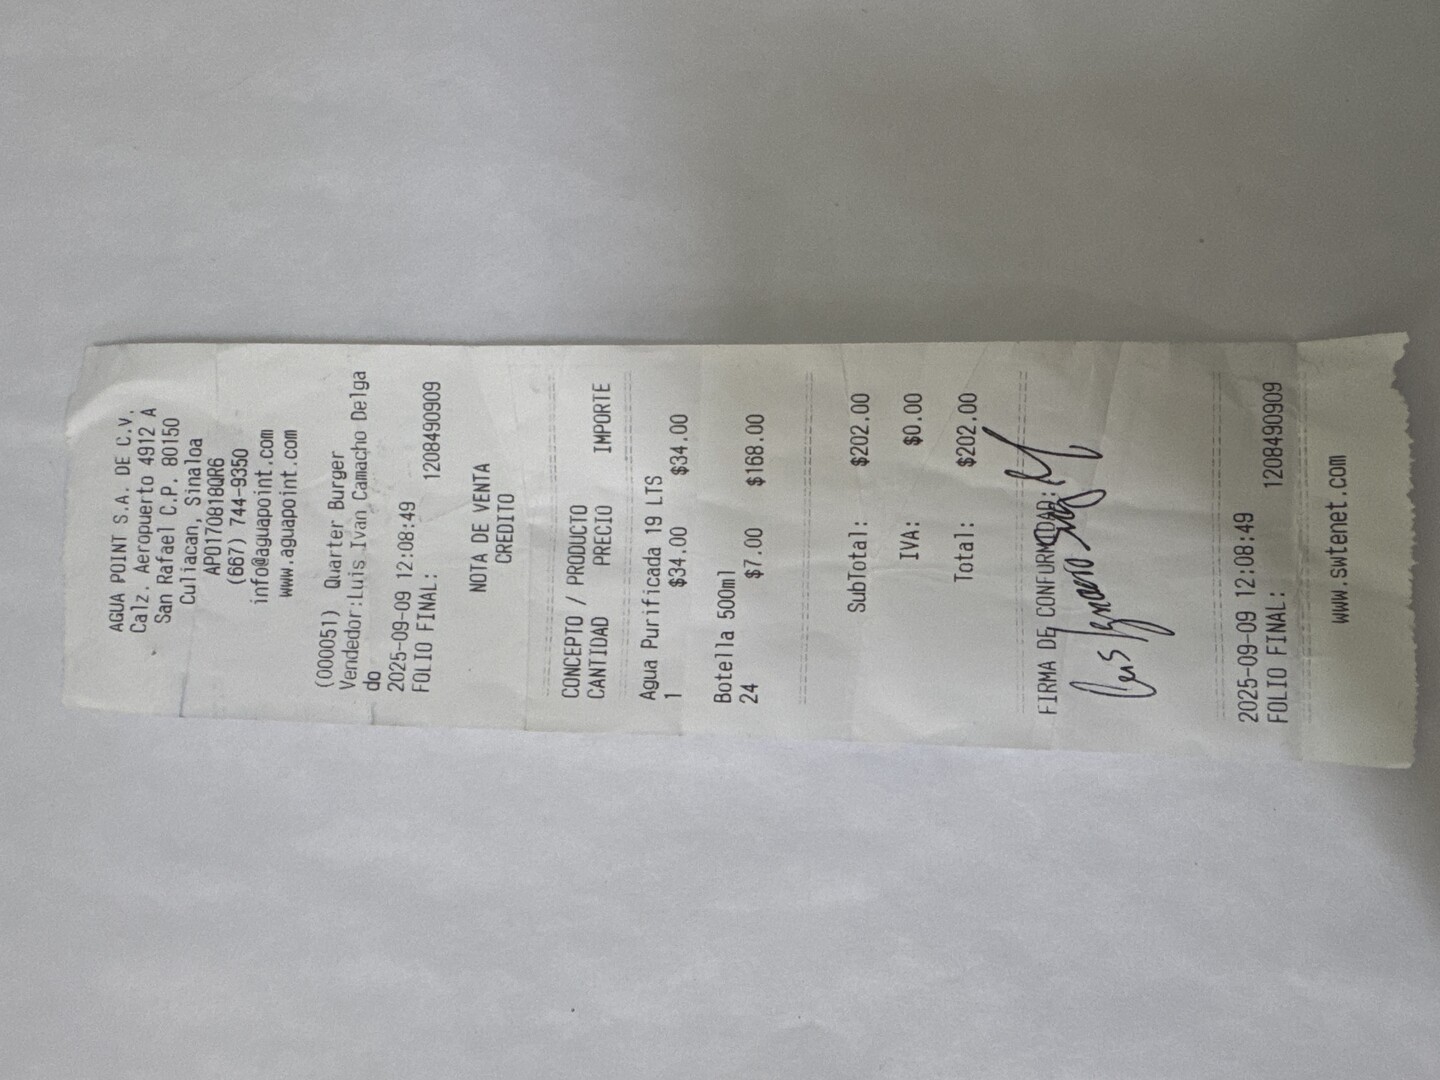 AGUA POINT S.A. DE C.V.
Calz. Aeropuerto 4912 A
San Rafael C.P. 80150
Culiacan, Sinaloa
APO170818QR6
(667) 744-9350
info@aguapoint.com
www.aguapoint.com
(000051) Quarter Burger
Vendedor:Luis Ivan Camacho Delga
do
2025-09-09 12:08:49
FOLIO FINAL: 1208490909
NOTA DE VENTA
CREDITO
CONCEPTO / PRODUCTO
CANTIDAD PRECIO IMPORTE
Agua Purificada 19 LTS
1 $34.00 $34.00
Botella 500ml
24 $7.00 $168.00
SubTotal: $202.00
IVA: $0.00
Total: $202.00
FIRMA DE CONFORMIDAD:
2025-09-09 12:08:49
FOLIO FINAL: 1208490909
www.swtenet.com